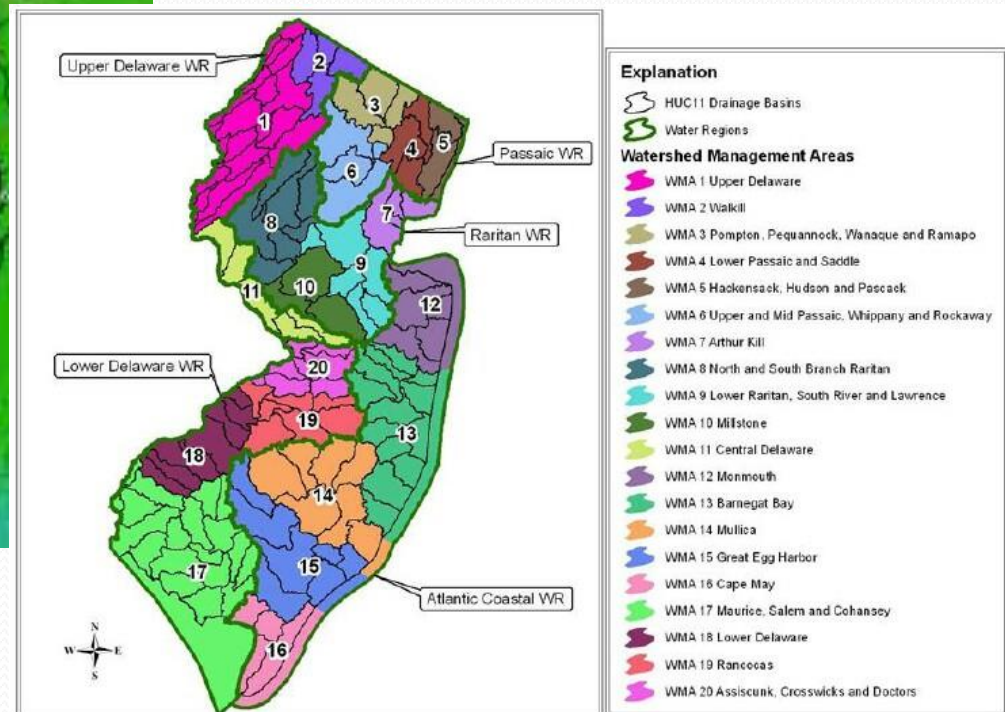 Upper Delaware WR
2
3
1
4
5
Passaic WR
6
7
8
Raritan WR
9
10
11
12
Lower Delaware WR
20
19
13
18
14
17
15
Atlantic Coastal WR
16
N
W E
S
Explanation
HUC11 Drainage Basins
Water Regions
Watershed Management Areas
WMA 1 Upper Delaware
WMA 2 Walkill
WMA 3 Pompton, Pequannock, Wanaque and Ramapo
WMA 4 Lower Passaic and Saddle
WMA 5 Hackensack, Hudson and Pascack
WMA 6 Upper and Mid Passaic, Whippany and Rockaway
WMA 7 Arthur Kill
WMA 8 North and South Branch Raritan
WMA 9 Lower Raritan, South River and Lawrence
WMA 10 Millstone
WMA 11 Central Delaware
WMA 12 Monmouth
WMA 13 Barnegat Bay
WMA 14 Mullica
WMA 15 Great Egg Harbor
WMA 16 Cape May
WMA 17 Maurice, Salem and Cohansey
WMA 18 Lower Delaware
WMA 19 Rancocas
WMA 20 Assiscunk, Crosswicks and Doctors